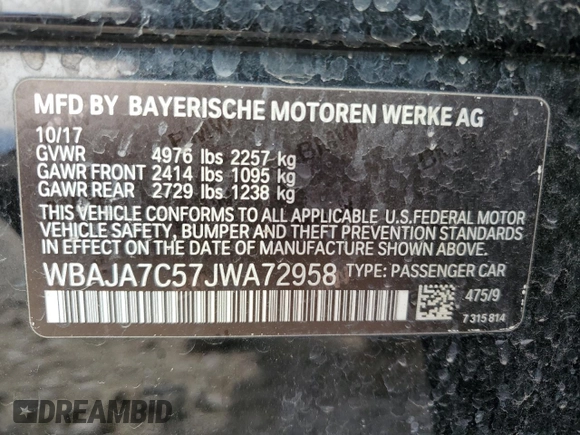 MFD BY BAYERISCHE MOTOREN WERKE AG
10/17
GVWR 4976 lbs 2257 kg
GAWR FRONT 2414 lbs 1095 kg
GAWR REAR 2729 lbs 1238 kg
THIS VEHICLE CONFORMS TO ALL APPLICABLE U.S.FEDERAL MOTOR
VEHICLE SAFETY, BUMPER AND THEFT PREVENTION STANDARDS
IN EFFECT ON THE DATE OF MANUFACTURE SHOWN ABOVE.
WBAJA7C57JWA72958 TYPE: PASSENGER CAR
475/9
7 315 814
DREAMBID